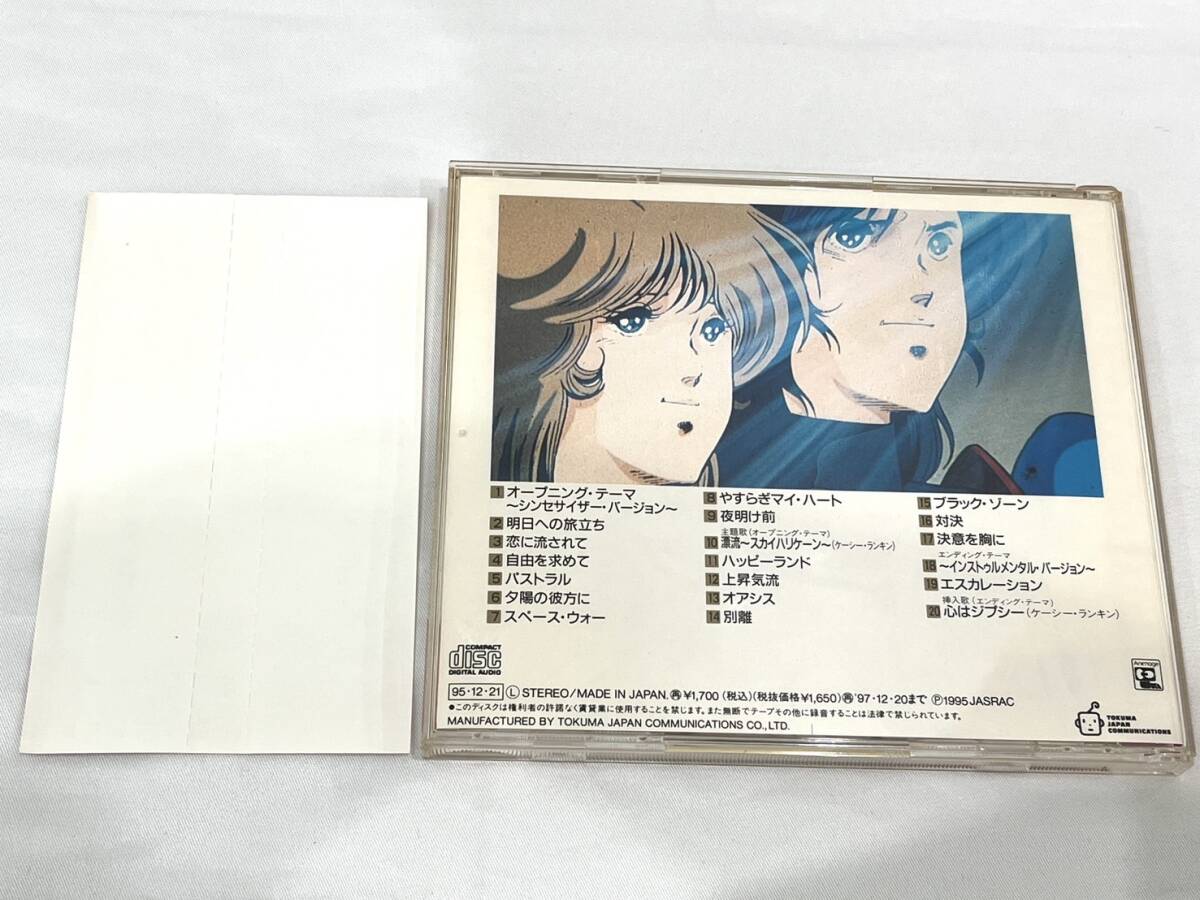 1 オープニング・テーマ
〜シンセサイザー・バージョン〜
2 明日への旅立ち
3 恋に流されて
4 自由を求めて
5 パストラル
6 夕陽の彼方に
7 スペース・ウォー
8 やすらぎマイ・ハート
9 夜明け前
主題歌(オープニング・テーマ)
10 漂流〜スカイハリケーン〜(ケーシー・ランキン)
11 ハッピーランド
12 上昇気流
13 オアシス
14 別離
15 ブラック・ゾーン
16 対決
17 決意を胸に
エンディング・テーマ
18 〜インストゥルメンタル・バージョン〜
19 エスカレーション
挿入歌(エンディング・テーマ)
20 心はジプシー(ケーシー・ランキン)
COMPACT
disc
DIGITAL AUDIO
95・12・21 Ⓛ STEREO/MADE IN JAPAN. ㊢¥1,700(税込)(税抜価格¥1,650)㊢'97・12・20まで Ⓟ1995 JASRAC
●このディスクは権利者の許諾なく賃貸業に使用することを禁じます。また無断でテープその他に録音することは法律で禁じられています。
MANUFACTURED BY TOKUMA JAPAN COMMUNICATIONS CO., LTD.
Animage
TOKUMA
JAPAN
COMMUNICATIONS